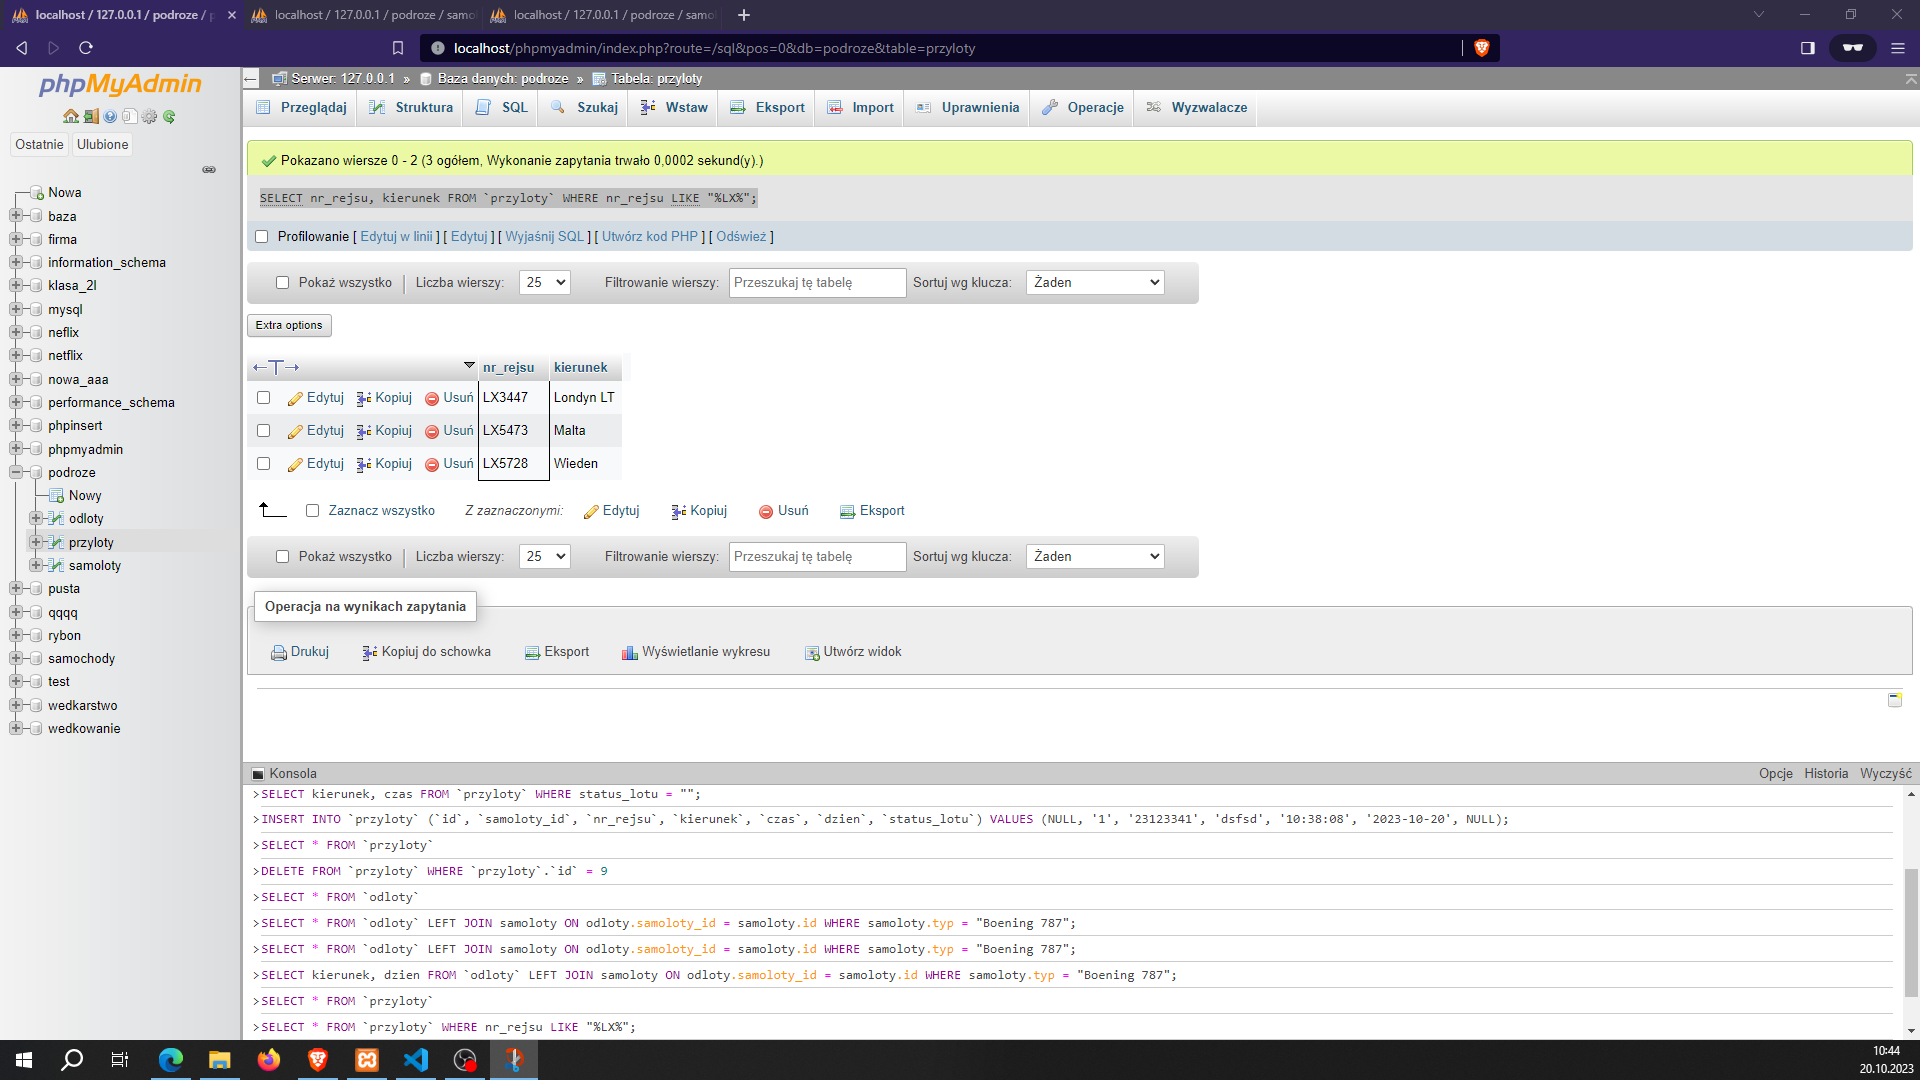 localhost / 127.0.0.1 / podroze / p
localhost / 127.0.0.1 / podroze / samol
localhost / 127.0.0.1 / podroze / samol
localhost/phpmyadmin/index.php?route=/sql&pos=0&db=podroze&table=przyloty
phpMyAdmin
Ostatnie Ulubione
Nowa
baza
firma
information_schema
klasa_2l
mysql
neflix
netflix
nowa_aaa
performance_schema
phpinsert
phpmyadmin
podroze
Nowy
odloty
przyloty
samoloty
pusta
qqqq
rybon
samochody
test
wedkarstwo
wedkowanie
Serwer: 127.0.0.1 » Baza danych: podroze » Tabela: przyloty
Przeglądaj Struktura SQL Szukaj Wstaw Eksport Import Uprawnienia Operacje Wyzwalacze
Pokazano wiersze 0 - 2 (3 ogółem, Wykonanie zapytania trwało 0,0002 sekund(y).)
SELECT nr_rejsu, kierunek FROM `przyloty` WHERE nr_rejsu LIKE "%LX%";
Profilowanie [ Edytuj w linii ] [ Edytuj ] [ Wyjaśnij SQL ] [ Utwórz kod PHP ] [ Odśwież ]
Pokaż wszystko Liczba wierszy: 25 Filtrowanie wierszy: Przeszukaj tę tabelę Sortuj wg klucza: Żaden
Extra options
←T→ nr_rejsu kierunek
Edytuj Kopiuj Usuń LX3447 Londyn LT
Edytuj Kopiuj Usuń LX5473 Malta
Edytuj Kopiuj Usuń LX5728 Wieden
Zaznacz wszystko Z zaznaczonymi: Edytuj Kopiuj Usuń Eksport
Pokaż wszystko Liczba wierszy: 25 Filtrowanie wierszy: Przeszukaj tę tabelę Sortuj wg klucza: Żaden
Operacja na wynikach zapytania
Drukuj Kopiuj do schowka Eksport Wyświetlanie wykresu Utwórz widok
Konsola Opcje Historia Wyczyść
>SELECT kierunek, czas FROM `przyloty` WHERE status_lotu = "";
>INSERT INTO `przyloty` (`id`, `samoloty_id`, `nr_rejsu`, `kierunek`, `czas`, `dzien`, `status_lotu`) VALUES (NULL, '1', '23123341', 'dsfsd', '10:38:08', '2023-10-20', NULL);
>SELECT * FROM `przyloty`
>DELETE FROM `przyloty` WHERE `przyloty`.`id` = 9
>SELECT * FROM `odloty`
>SELECT * FROM `odloty` LEFT JOIN samoloty ON odloty.samoloty_id = samoloty.id WHERE samoloty.typ = "Boening 787";
>SELECT * FROM `odloty` LEFT JOIN samoloty ON odloty.samoloty_id = samoloty.id WHERE samoloty.typ = "Boening 787";
>SELECT kierunek, dzien FROM `odloty` LEFT JOIN samoloty ON odloty.samoloty_id = samoloty.id WHERE samoloty.typ = "Boening 787";
>SELECT * FROM `przyloty`
>SELECT * FROM `przyloty` WHERE nr_rejsu LIKE "%LX%";
10:44
20.10.2023